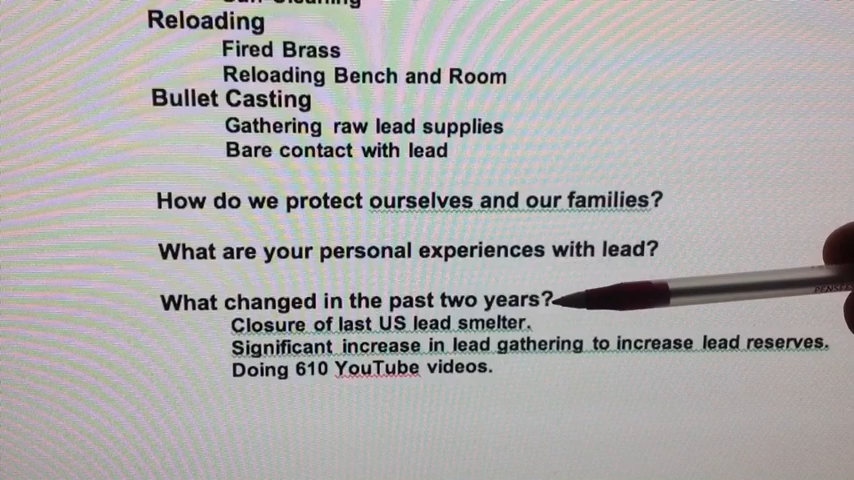 Gun Cleaning
Reloading
Fired Brass
Reloading Bench and Room
Bullet Casting
Gathering raw lead supplies
Bare contact with lead
How do we protect ourselves and our families?
What are your personal experiences with lead?
What changed in the past two years?
Closure of last US lead smelter.
Significant increase in lead gathering to increase lead reserves.
Doing 610 YouTube videos.